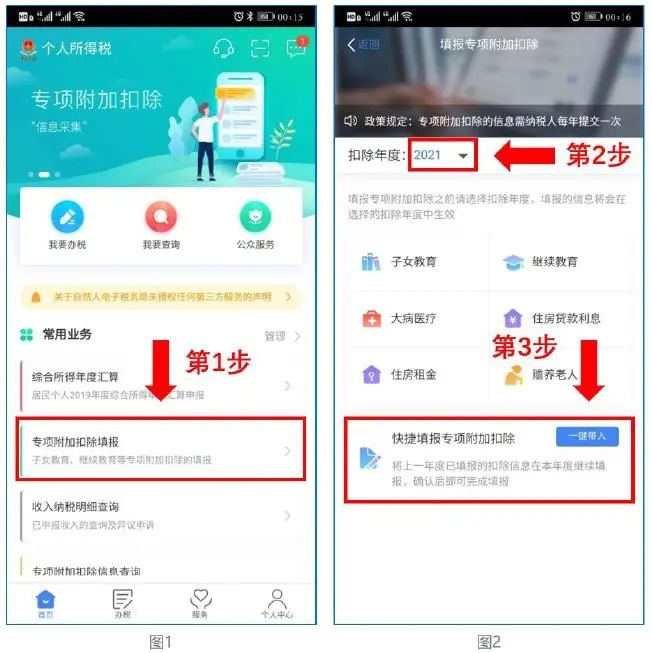 00:15
个人所得税
1
专项附加扣除
“信息采集”
我要办税
我要查询
公众服务
关于自然人电子税务局未授权任何第三方服务的声明
常用业务
管理
第1步
综合所得年度汇算
居民个人2019年度综合所得年度汇算申报
专项附加扣除填报
子女教育、继续教育等专项附加扣除的填报
收入纳税明细查询
已申报收入的查询及异议申诉
专项附加扣除信息查询
首页
办税
服务
个人中心
图1
00:16
返回
填报专项附加扣除
政策规定：专项附加扣除的信息需纳税人每年提交一次
扣除年度：
2021
第2步
填报专项附加扣除之前请选择扣除年度，填报的信息将会在
选择的扣除年度中生效
子女教育
继续教育
大病医疗
住房贷款利息
第3步
住房租金
赡养老人
快捷填报专项附加扣除
一键带入
将上一年度已填报的扣除信息在本年度继续填
报，确认后即可完成填报
图2